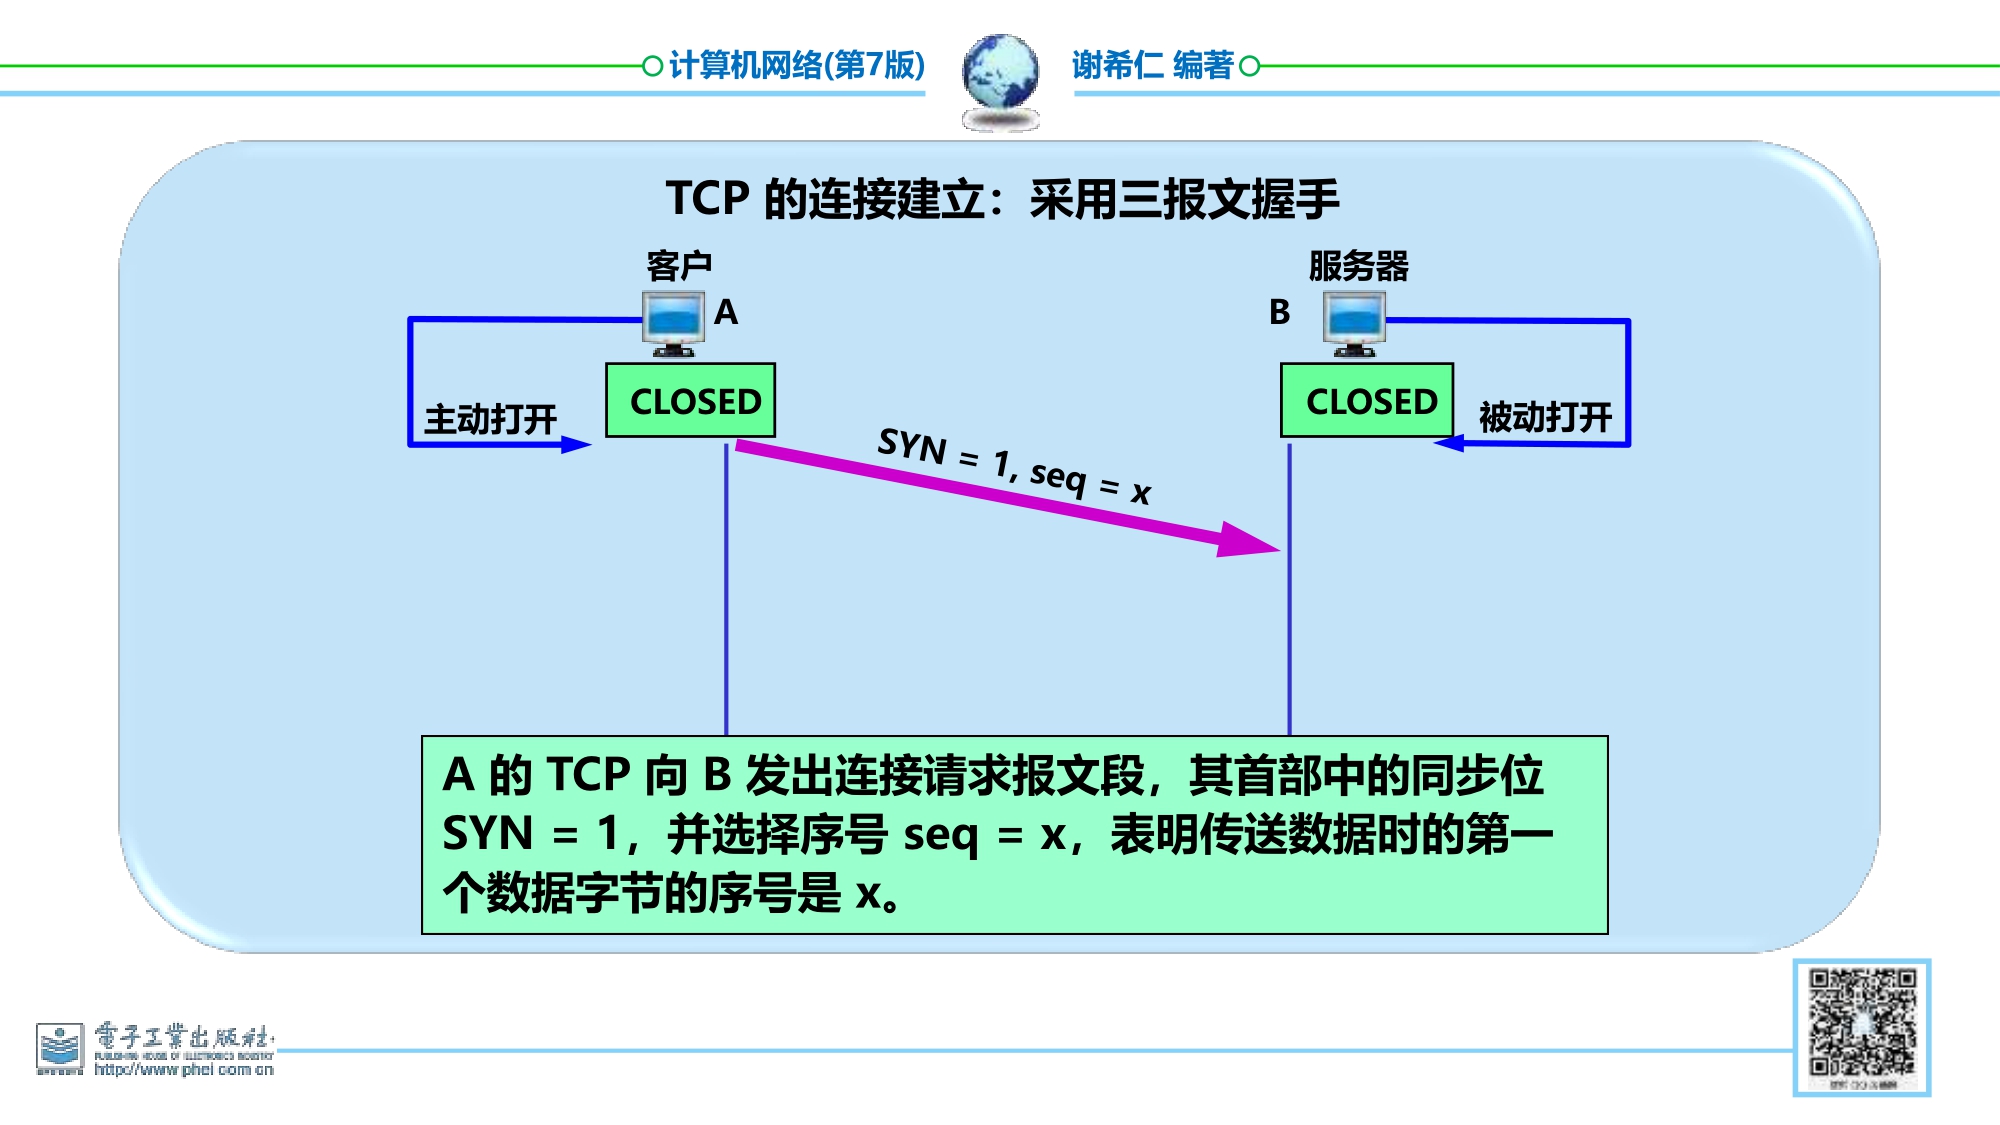 计算机网络(第7版)
谢希仁 编著
TCP 的连接建立：采用三报文握手
客户
服务器
A
B
CLOSED
CLOSED
主动打开
被动打开
SYN = 1, seq = x
A 的 TCP 向 B 发出连接请求报文段，其首部中的同步位
SYN = 1，并选择序号 seq = x，表明传送数据时的第一
个数据字节的序号是 x。
電子工業出版社
PUBLISHING HOUSE OF ELECTRONICS INDUSTRY
http://www.phei.com.cn